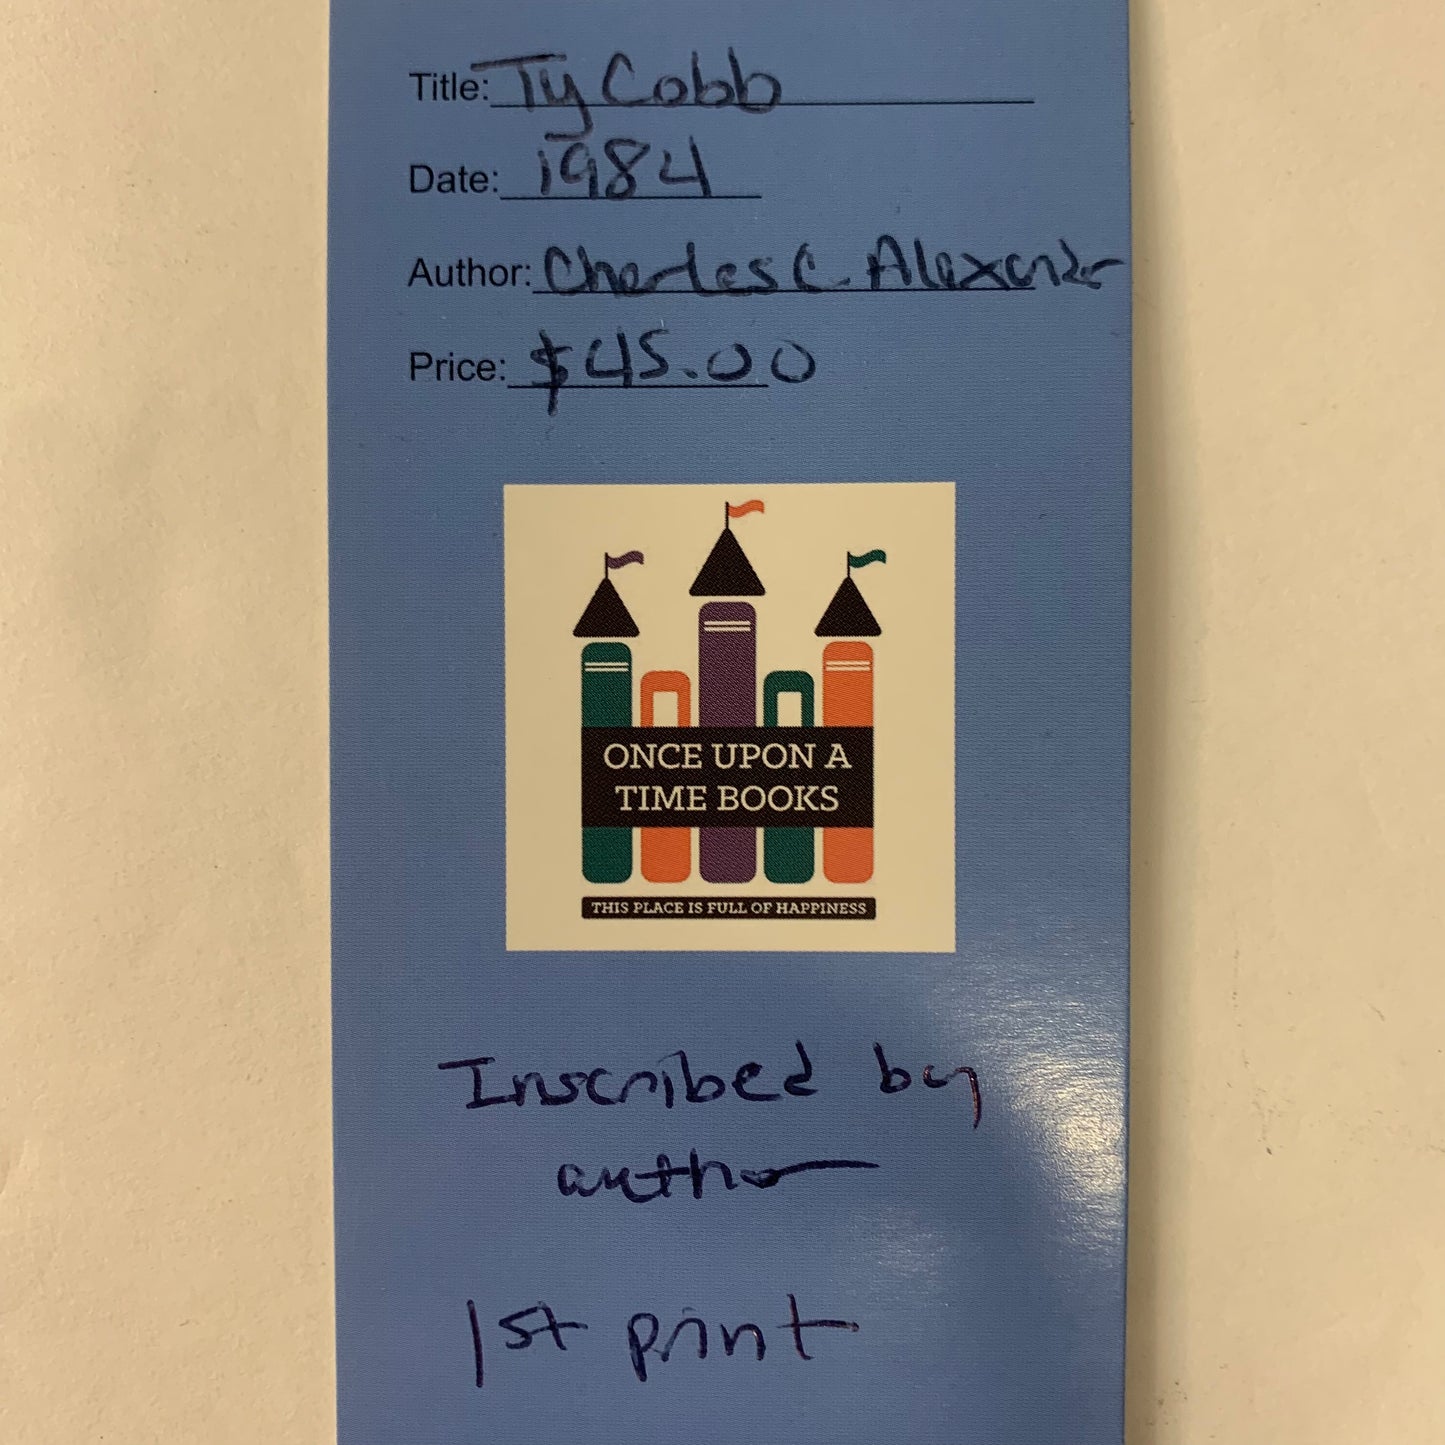 Title: Ty Cobb
Date: 1984
Author: Charles C. Alexander
Price: $45.00
ONCE UPON A
TIME BOOKS
THIS PLACE IS FULL OF HAPPINESS
Inscribed by
author
1st print